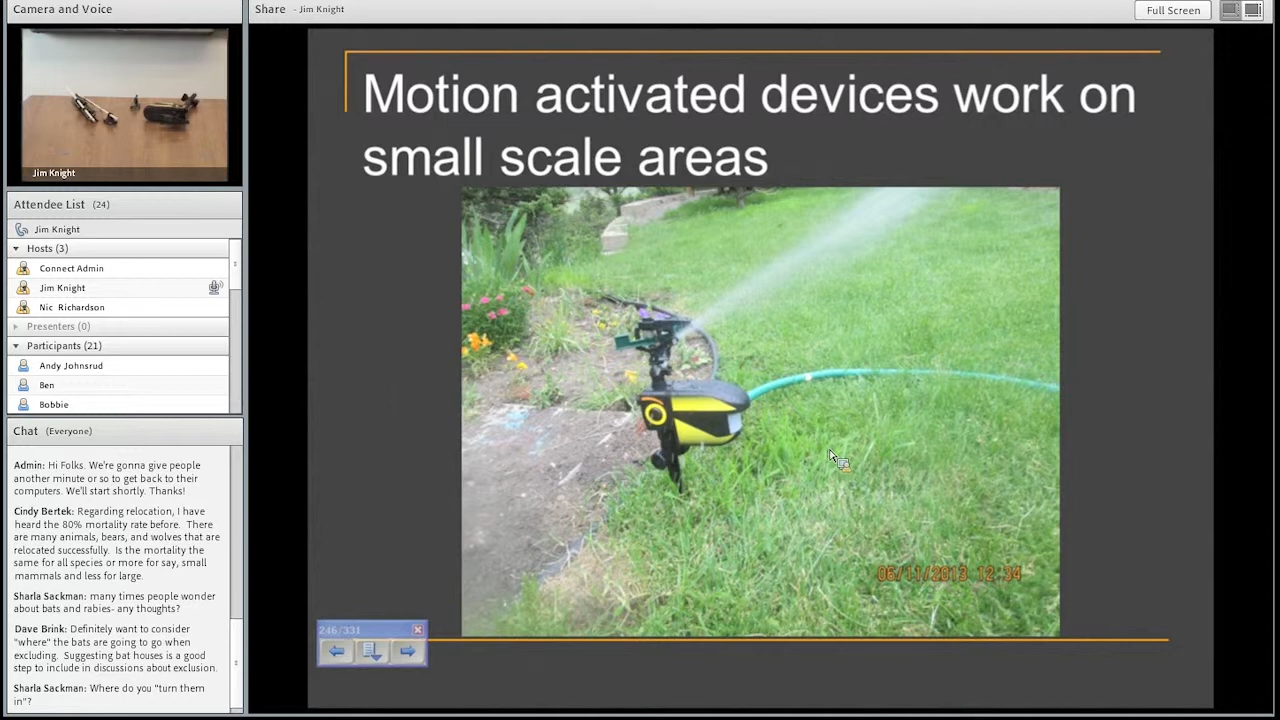 Camera and Voice
Jim Knight
Attendee List (24)
Jim Knight
Hosts (3)
Connect Admin
Jim Knight
Nic Richardson
Presenters (0)
Participants (21)
Andy Johnsrud
Ben
Bobbie
Chat (Everyone)
Admin: Hi Folks. We're gonna give people
another minute or so to get back to their
computers. We'll start shortly. Thanks!
Cindy Bertek: Regarding relocation, I have
heard the 80% mortality rate before. There
are many animals, bears, and wolves that are
relocated successfully. Is the mortality the
same for all species or more for say, small
mammals and less for large.
Sharla Sackman: many times people wonder
about bats and rabies- any thoughts?
Dave Brink: Definitely want to consider
"where" the bats are going to go when
excluding. Suggesting bat houses is a good
step to include in discussions about exclusion.
Sharla Sackman: Where do you "turn them
in"?
Share - Jim Knight
Full Screen
Motion activated devices work on
small scale areas
06/11/2013 12:34
246/331